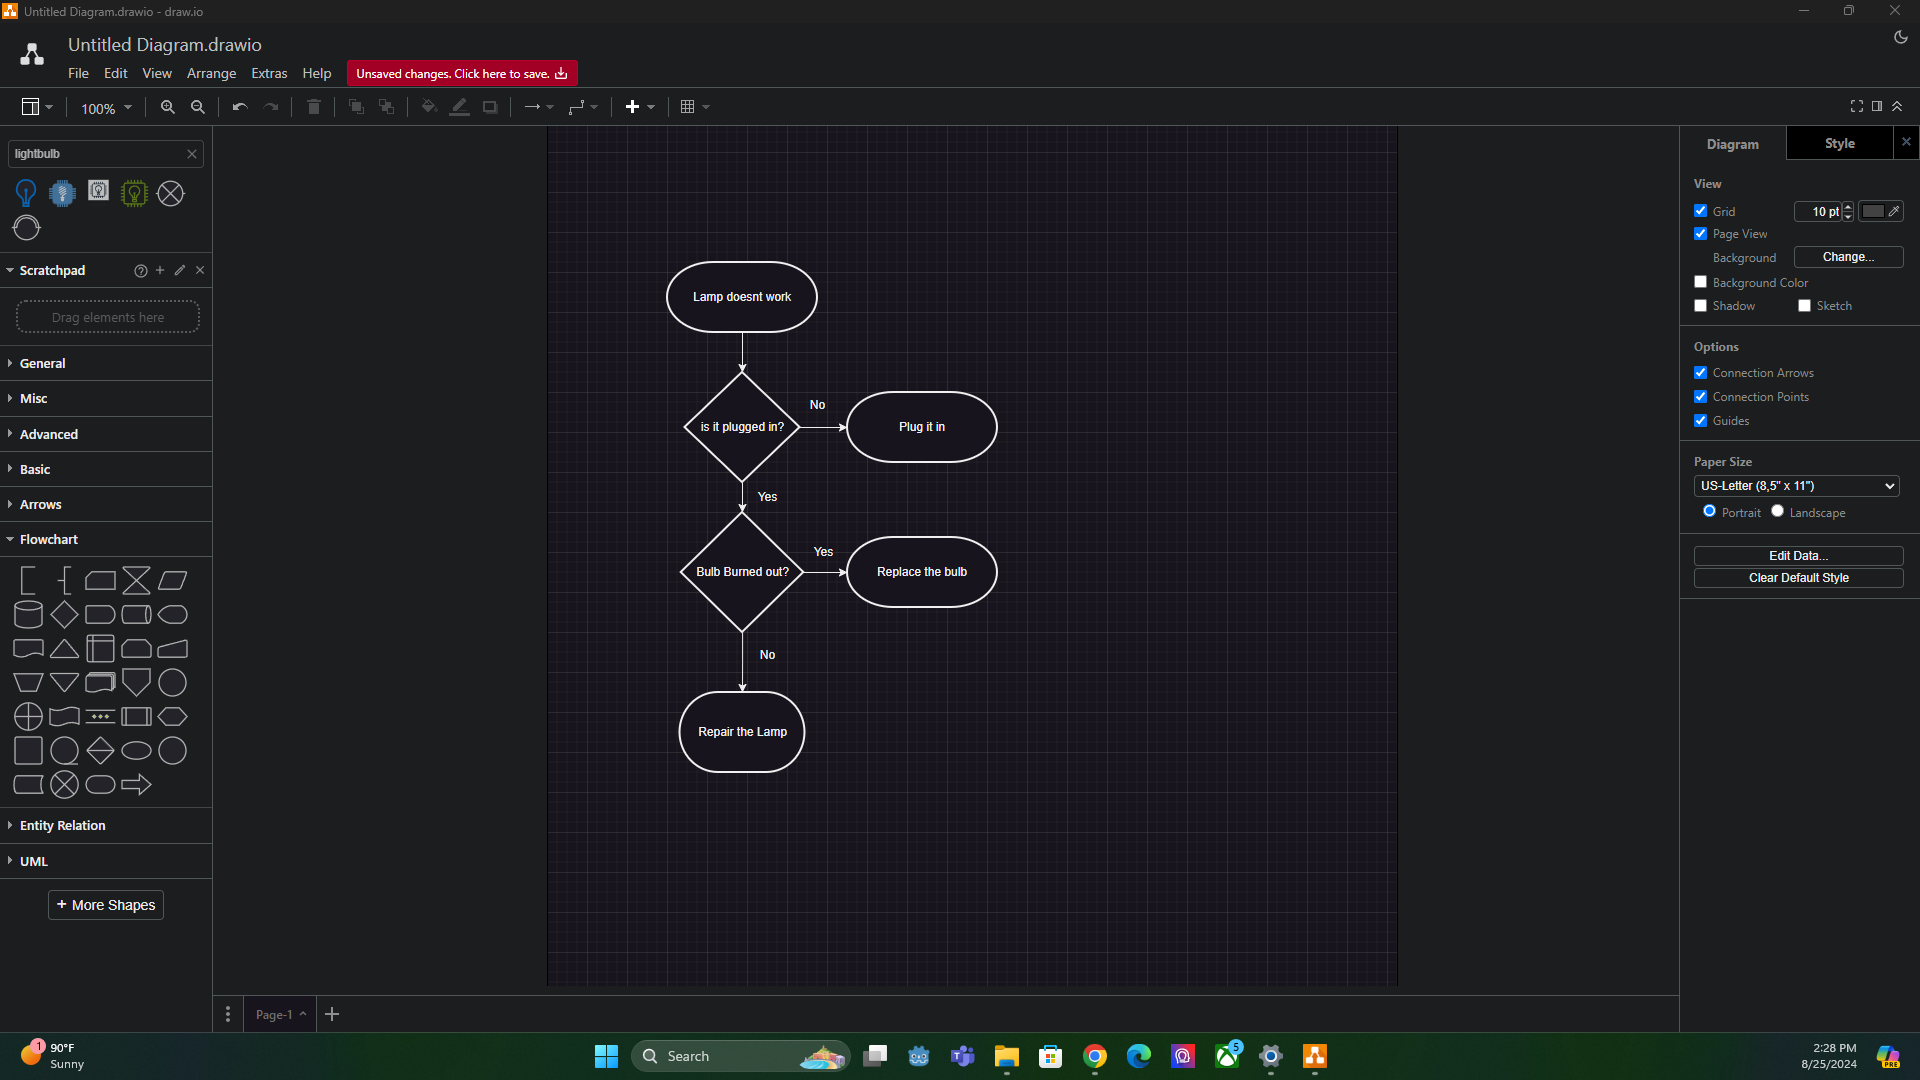 Untitled Diagram.drawio - draw.io
Untitled Diagram.drawio
File Edit View Arrange Extras Help Unsaved changes. Click here to save.
100%
lightbulb
Scratchpad
Drag elements here
General
Misc
Advanced
Basic
Arrows
Flowchart
Entity Relation
UML
+ More Shapes
Lamp doesnt work
is it plugged in?
No
Plug it in
Yes
Bulb Burned out?
Yes
Replace the bulb
No
Repair the Lamp
Diagram Style
View
Grid 10 pt
Page View
Background Change...
Background Color
Shadow Sketch
Options
Connection Arrows
Connection Points
Guides
Paper Size
US-Letter (8,5" x 11")
Portrait Landscape
Edit Data...
Clear Default Style
Page-1
1
90°F
Sunny
Search
5
2:28 PM
8/25/2024
PRE